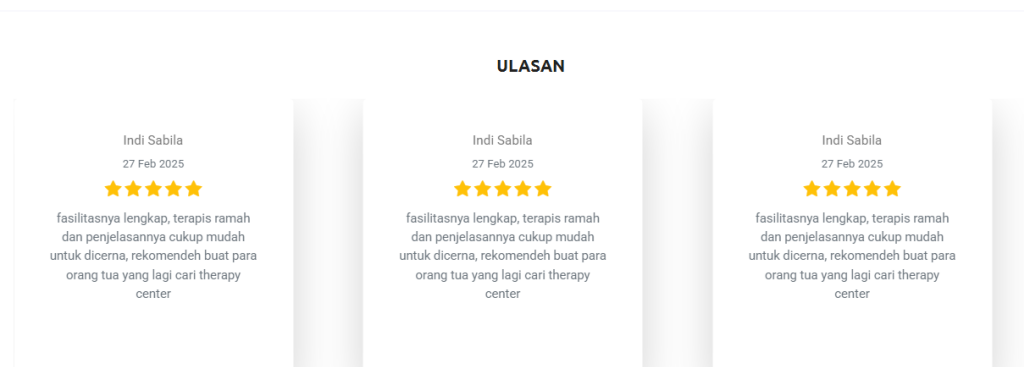 ULASAN
Indi Sabila
27 Feb 2025
fasilitasnya lengkap, terapis ramah
dan penjelasannya cukup mudah
untuk dicerna, rekomendeh buat para
orang tua yang lagi cari therapy
center
Indi Sabila
27 Feb 2025
fasilitasnya lengkap, terapis ramah
dan penjelasannya cukup mudah
untuk dicerna, rekomendeh buat para
orang tua yang lagi cari therapy
center
Indi Sabila
27 Feb 2025
fasilitasnya lengkap, terapis ramah
dan penjelasannya cukup mudah
untuk dicerna, rekomendeh buat para
orang tua yang lagi cari therapy
center